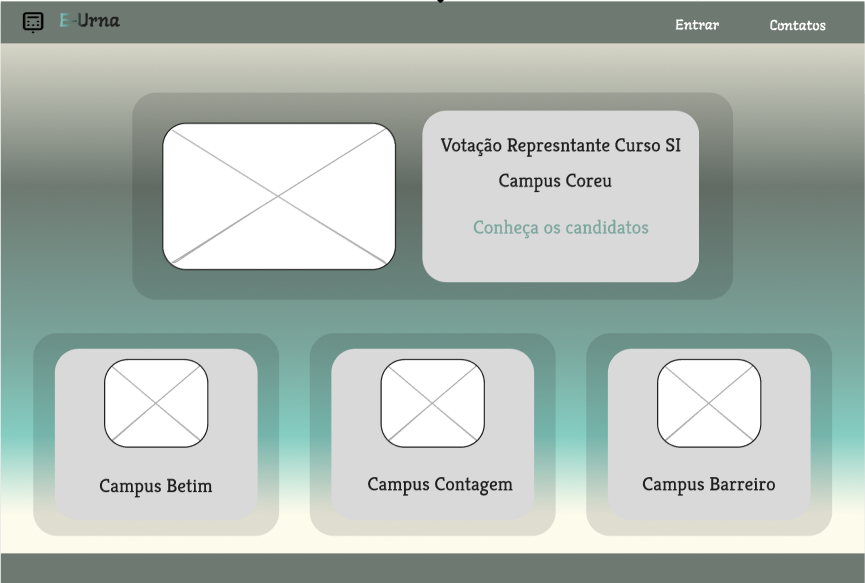 E-Urna
Entrar
Contatos
Votação Represntante Curso SI
Campus Coreu
Conheça os candidatos
Campus Betim
Campus Contagem
Campus Barreiro